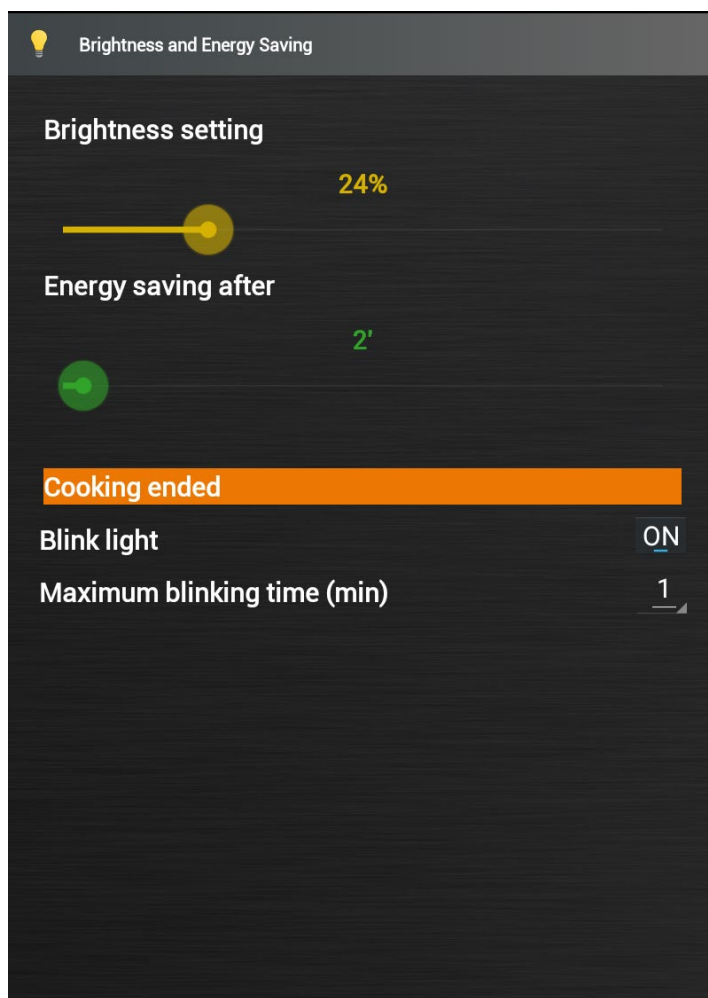 Brightness and Energy Saving
Brightness setting
24%
Energy saving after
2'
Cooking ended
Blink light ON
Maximum blinking time (min) 1